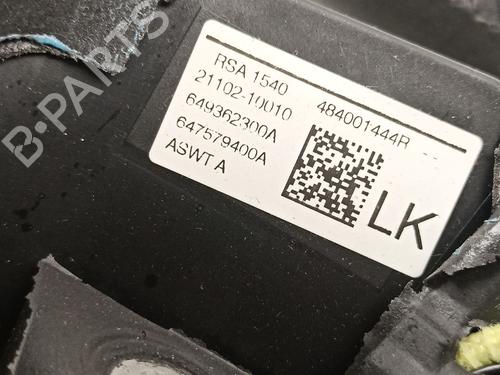 B-PARTS
RSA 1540
21102-10010
649362300A
647579400A
ASWT A
484001444R --
LK